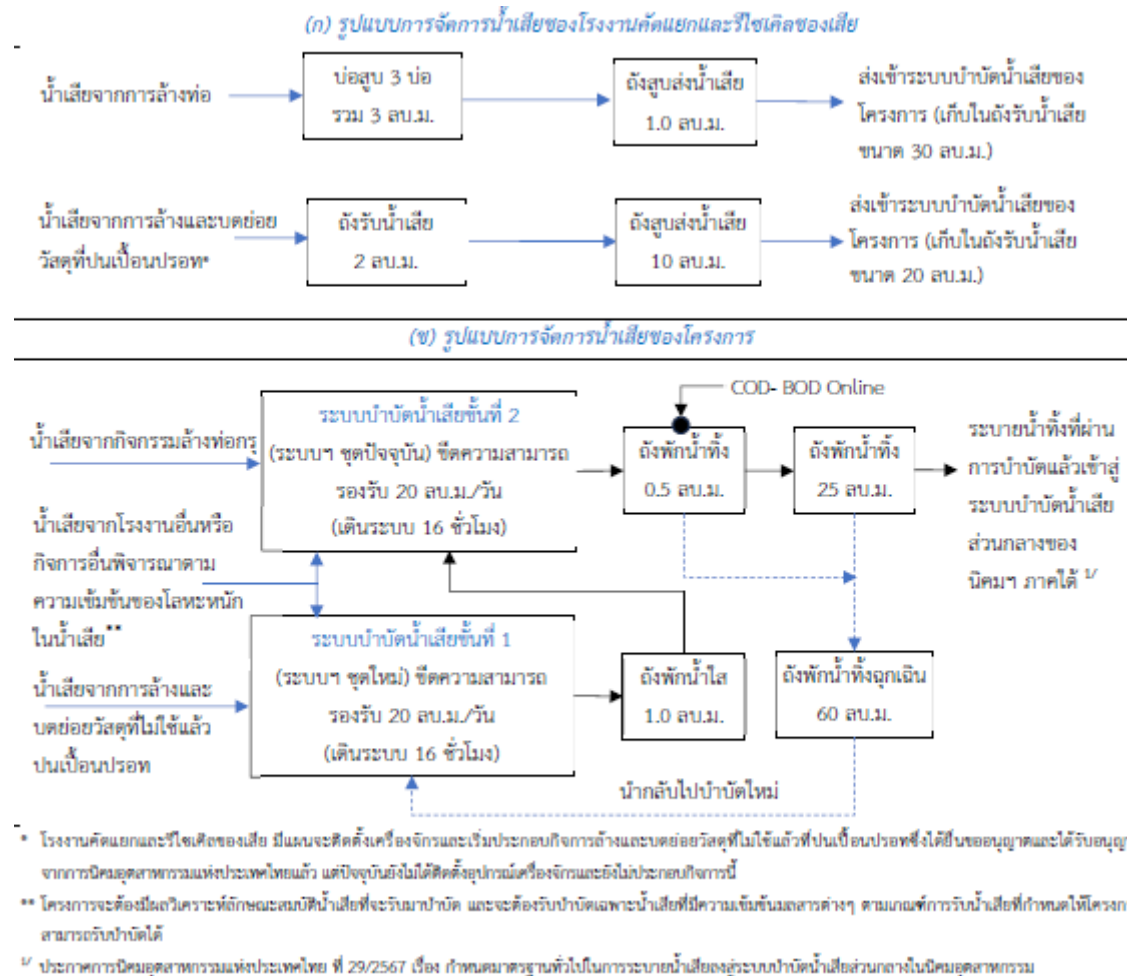 (ก) รูปแบบการจัดการน้ำเสียของโรงงานคัดแยกและรีไซเคิลของเสีย
น้ำเสียจากการล้างท่อ
บ่อสูบ 3 บ่อ
รวม 3 ลบ.ม.
ถังสูบส่งน้ำเสีย
1.0 ลบ.ม.
ส่งเข้าระบบบำบัดน้ำเสียของ
โครงการ (เก็บในถังรับน้ำเสีย
ขนาด 30 ลบ.ม.)
น้ำเสียจากการล้างและบดย่อย
วัสดุที่ปนเปื้อนปรอท*
ถังรับน้ำเสีย
2 ลบ.ม.
ถังสูบส่งน้ำเสีย
10 ลบ.ม.
ส่งเข้าระบบบำบัดน้ำเสียของ
โครงการ (เก็บในถังรับน้ำเสีย
ขนาด 20 ลบ.ม.)
(ข) รูปแบบการจัดการน้ำเสียของโครงการ
น้ำเสียจากกิจกรรมล้างท่อกรุ
ระบบบำบัดน้ำเสียขั้นที่ 2
(ระบบฯ ชุดปัจจุบัน) ขีดความสามารถ
รองรับ 20 ลบ.ม./วัน
(เดินระบบ 16 ชั่วโมง)
COD- BOD Online
ถังพักน้ำทิ้ง
0.5 ลบ.ม.
ถังพักน้ำทิ้ง
25 ลบ.ม.
ระบายน้ำทิ้งที่ผ่าน
การบำบัดแล้วเข้าสู่
ระบบบำบัดน้ำเสีย
ส่วนกลางของ
นิคมฯ ภาคใต้ 1/
น้ำเสียจากโรงงานอื่นหรือ
กิจการอื่นพิจารณาตาม
ความเข้มข้นของโลหะหนัก
ในน้ำเสีย**
น้ำเสียจากการล้างและ
บดย่อยวัสดุที่ไม่ใช้แล้ว
ปนเปื้อนปรอท
ระบบบำบัดน้ำเสียขั้นที่ 1
(ระบบฯ ชุดใหม่) ขีดความสามารถ
รองรับ 20 ลบ.ม./วัน
(เดินระบบ 16 ชั่วโมง)
ถังพักน้ำใส
1.0 ลบ.ม.
ถังพักน้ำทิ้งฉุกเฉิน
60 ลบ.ม.
นำกลับไปบำบัดใหม่
* โรงงานคัดแยกและรีไซเคิลของเสีย มีแผนจะติดตั้งเครื่องจักรและเริ่มประกอบกิจการล้างและบดย่อยวัสดุที่ไม่ใช้แล้วที่ปนเปื้อนปรอทซึ่งได้ยื่นขออนุญาตและได้รับอนุญา
จากการนิคมอุตสาหกรรมแห่งประเทศไทยแล้ว แต่ปัจจุบันยังไม่ได้ติดตั้งอุปกรณ์เครื่องจักรและยังไม่ประกอบกิจการนี้
** โครงการจะต้องมีผลวิเคราะห์ลักษณะสมบัติน้ำเสียที่จะรับมาบำบัด และจะต้องรับบำบัดเฉพาะน้ำเสียที่มีความเข้มข้นมลสารต่างๆ ตามเกณฑ์การรับน้ำเสียที่กำหนดให้โครงกา
สามารถรับบำบัดได้
1/ ประกาศการนิคมอุตสาหกรรมแห่งประเทศไทย ที่ 29/2567 เรื่อง กำหนดมาตรฐานทั่วไปในการระบายน้ำเสียลงสู่ระบบบำบัดน้ำเสียส่วนกลางในนิคมอุตสาหกรรม